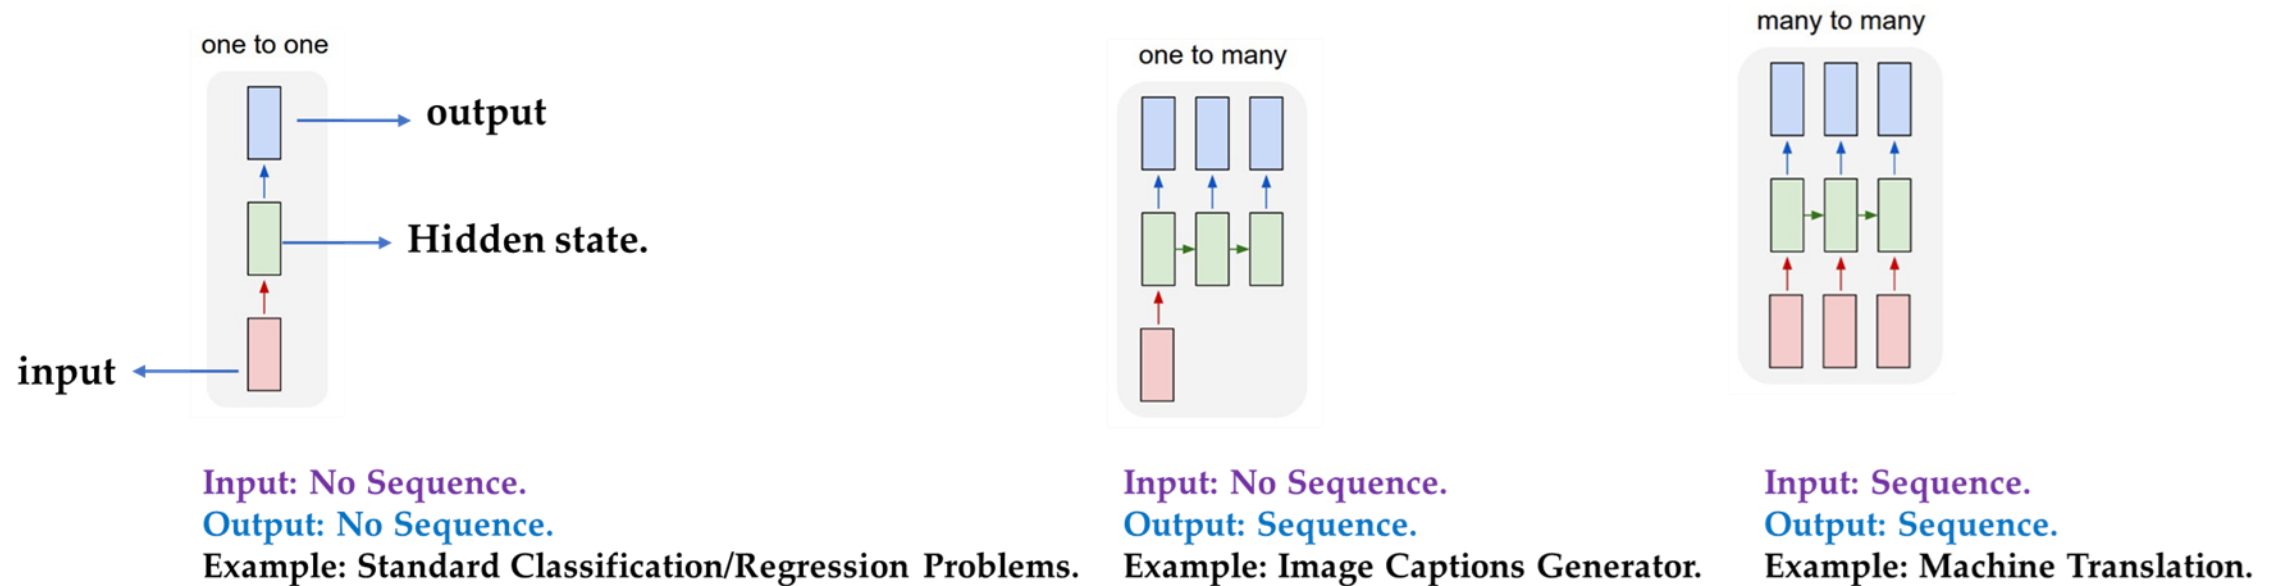 one to one
output
Hidden state.
input
Input: No Sequence.
Output: No Sequence.
Example: Standard Classification/Regression Problems.
one to many
Input: No Sequence.
Output: Sequence.
Example: Image Captions Generator.
many to many
Input: Sequence.
Output: Sequence.
Example: Machine Translation.